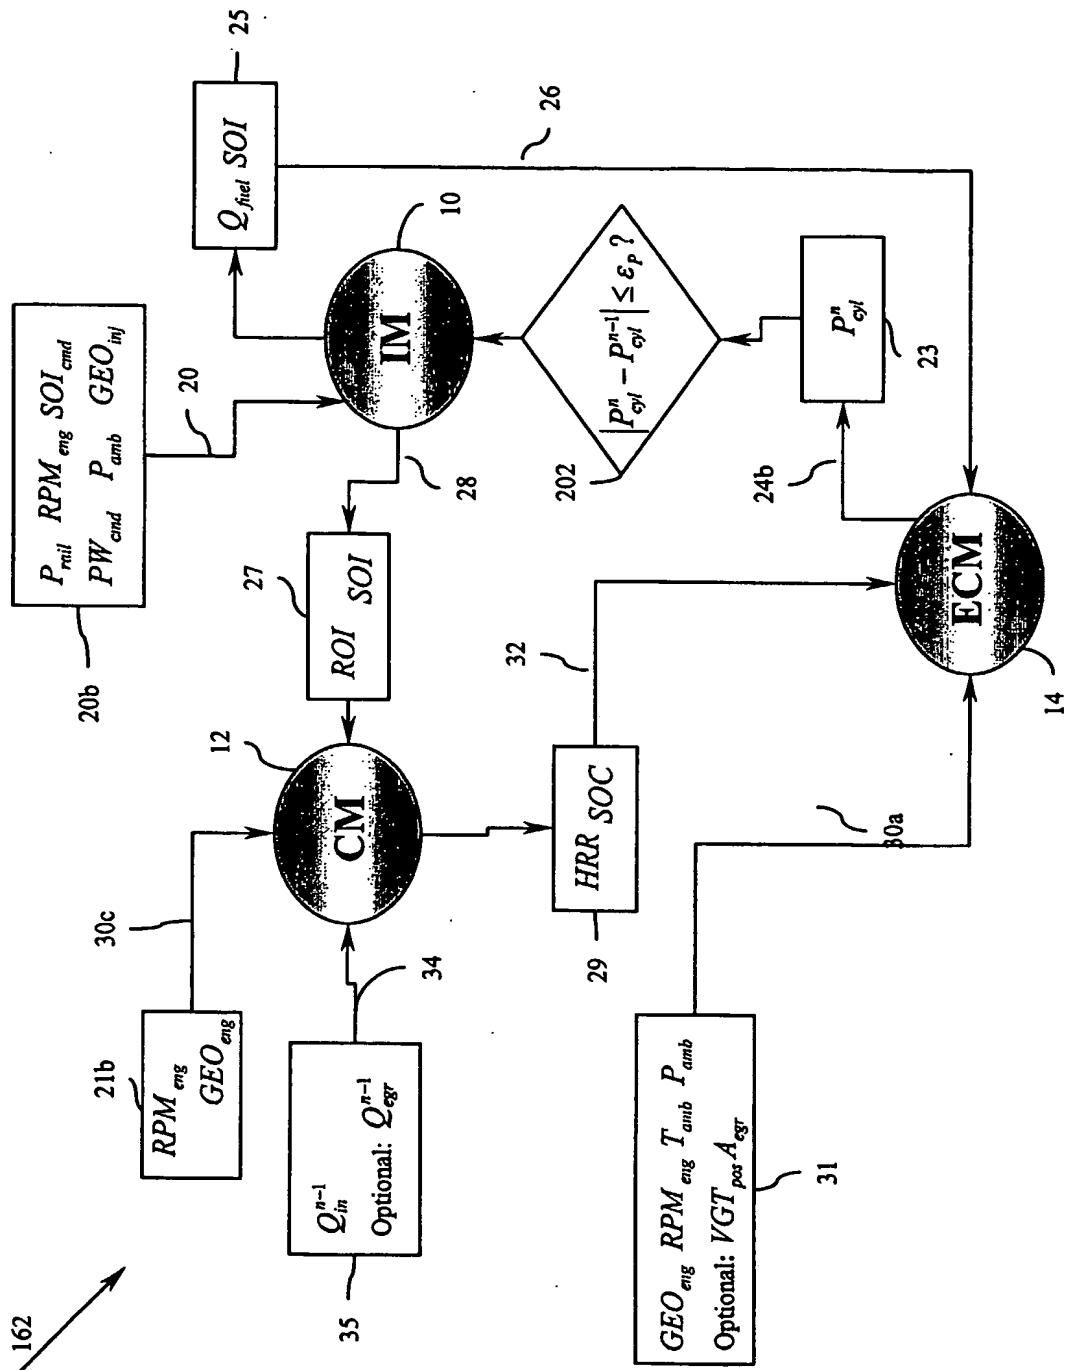 162
20b
P_rail RPM_eng SOI_cmd
PW_cmd P_amb GEO_inj
20
25
Q_fuel SOI
26
10
IM
28
27
ROI SOI
12
CM
30c
21b
RPM_eng
GEO_eng
34
35
Q_in^{n-1}
Optional: Q_egr^{n-1}
29
HRR SOC
32
202
|P_cyl^n - P_cyl^{n-1}| ≤ ε_P ?
23
P_cyl^n
24b
ECM
14
30a
31
GEO_eng RPM_eng T_amb P_amb
Optional: VGT_pos A_egr